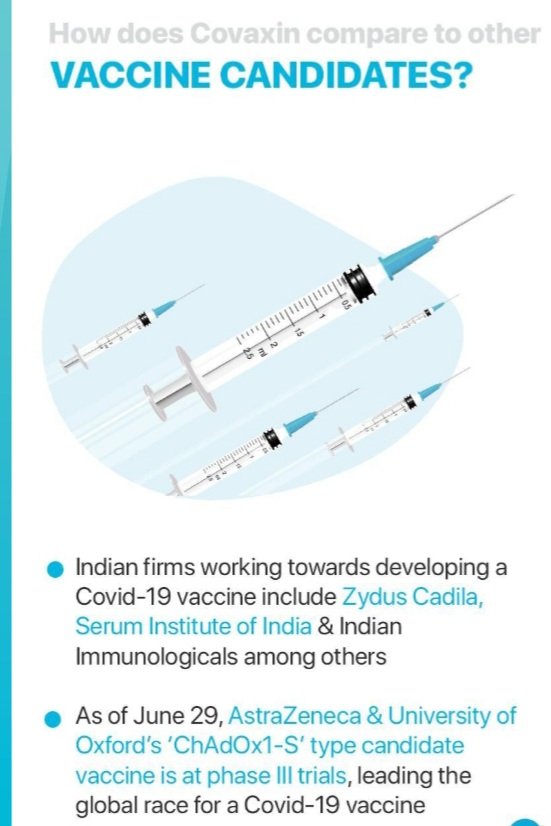 How does Covaxin compare to other
VACCINE CANDIDATES?
0.5
1
1.5
2
ml
2.5
Indian firms working towards developing a
Covid-19 vaccine include Zydus Cadila,
Serum Institute of India & Indian
Immunologicals among others
As of June 29, AstraZeneca & University of
Oxford's 'ChAdOx1-S' type candidate
vaccine is at phase III trials, leading the
global race for a Covid-19 vaccine